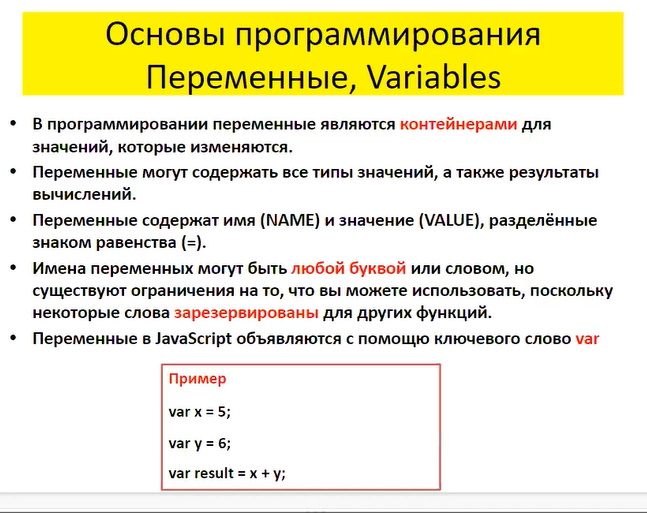 Основы программирования
Переменные, Variables
• В программировании переменные являются контейнерами для
значений, которые изменяются.
• Переменные могут содержать все типы значений, а также результаты
вычислений.
• Переменные содержат имя (NAME) и значение (VALUE), разделённые
знаком равенства (=).
• Имена переменных могут быть любой буквой или словом, но
существуют ограничения на то, что вы можете использовать, поскольку
некоторые слова зарезервированы для других функций.
• Переменные в JavaScript объявляются с помощю ключевого слово var
Пример
var x = 5;
var y = 6;
var result = x + y;